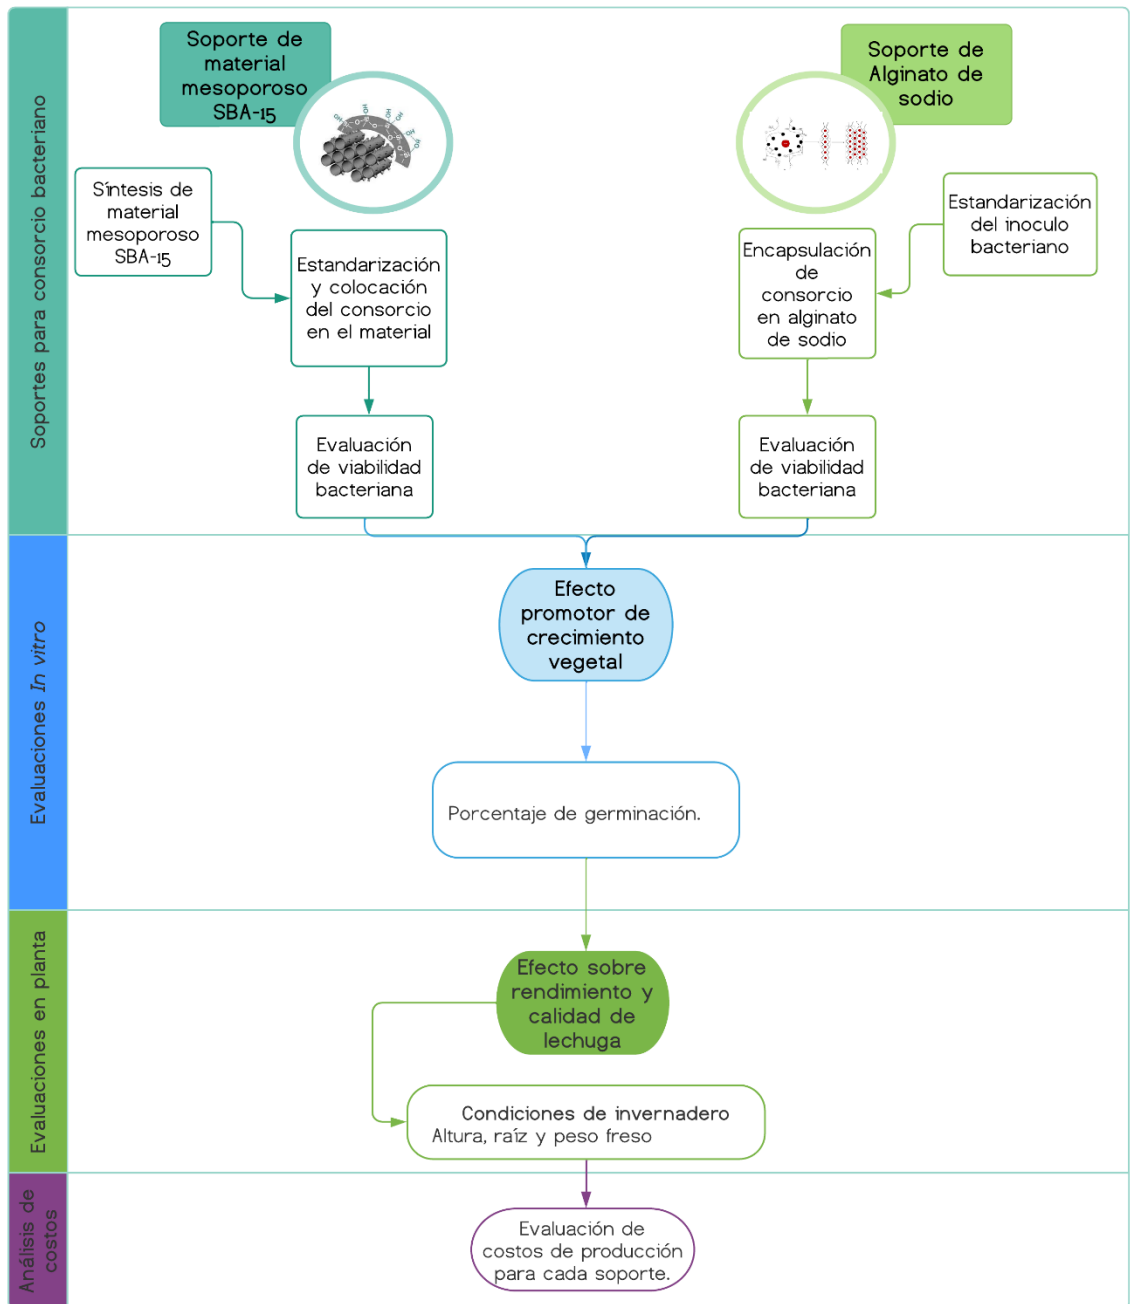 Soportes para consorcio bacteriano
Soporte de
material
mesoporoso
SBA-15
Soporte de
Alginato de
sodio
Síntesis de
material
mesoporoso
SBA-15
Estandarización
y colocación
del consorcio
en el material
Evaluación
de viabilidad
bacteriana
Estandarización
del inoculo
bacteriano
Encapsulación
de
consorcio
en alginato
de sodio
Evaluación
de viabilidad
bacteriana
Evaluaciones In vitro
Efecto
promotor de
crecimiento
vegetal
Porcentaje de germinación.
Evaluaciones en planta
Efecto sobre
rendimiento y
calidad de
lechuga
Condiciones de invernadero
Altura, raíz y peso freso
Análisis de
costos
Evaluación de
costos de producción
para cada soporte.